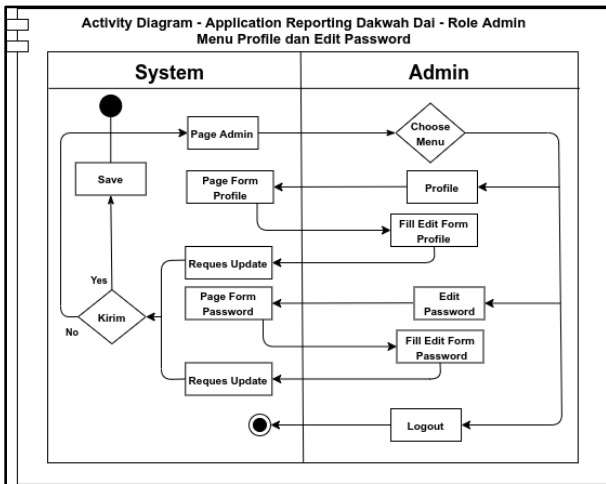 Activity Diagram - Application Reporting Dakwah Dai - Role Admin
Menu Profile dan Edit Password
System
Admin
Page Admin
Choose
Menu
Save
Page Form
Profile
Profile
Fill Edit Form
Profile
Reques Update
Yes
Kirim
No
Page Form
Password
Edit
Password
Fill Edit Form
Password
Reques Update
Logout